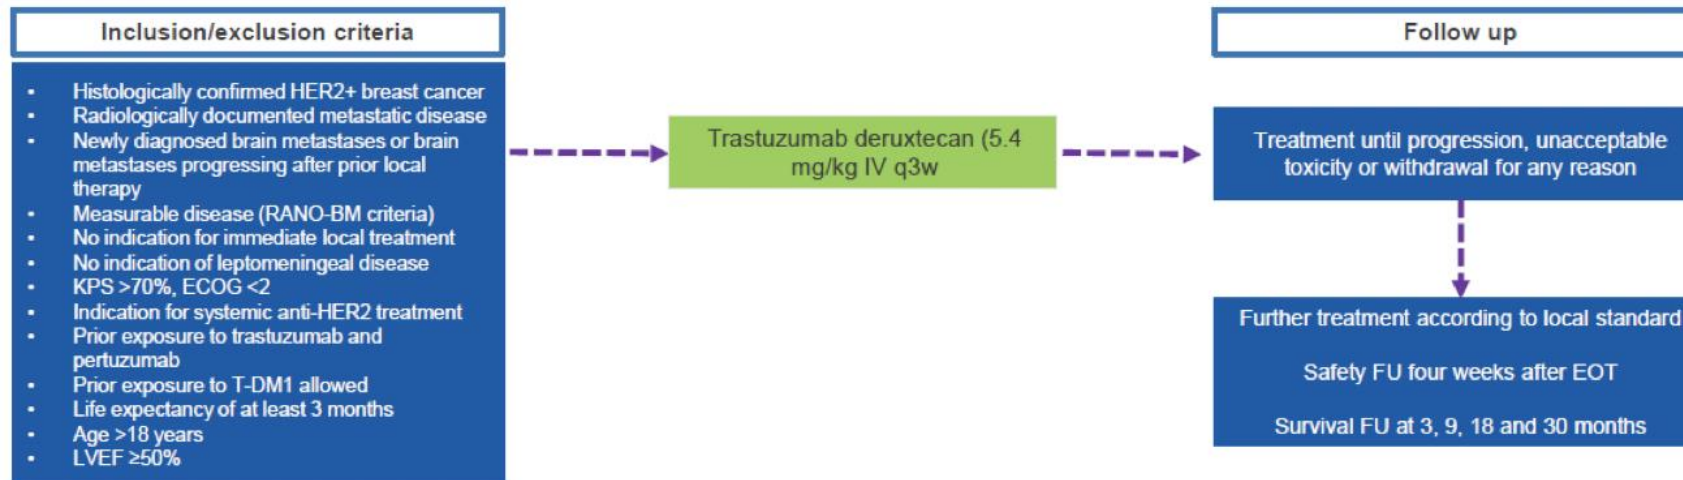 Inclusion/exclusion criteria
• Histologically confirmed HER2+ breast cancer
• Radiologically documented metastatic disease
• Newly diagnosed brain metastases or brain
metastases progressing after prior local
therapy
• Measurable disease (RANO-BM criteria)
• No indication for immediate local treatment
• No indication of leptomeningeal disease
• KPS >70%, ECOG <2
• Indication for systemic anti-HER2 treatment
• Prior exposure to trastuzumab and
pertuzumab
• Prior exposure to T-DM1 allowed
• Life expectancy of at least 3 months
• Age >18 years
• LVEF ≥50%
Trastuzumab deruxtecan (5.4
mg/kg IV q3w
Follow up
Treatment until progression, unacceptable
toxicity or withdrawal for any reason
Further treatment according to local standard
Safety FU four weeks after EOT
Survival FU at 3, 9, 18 and 30 months